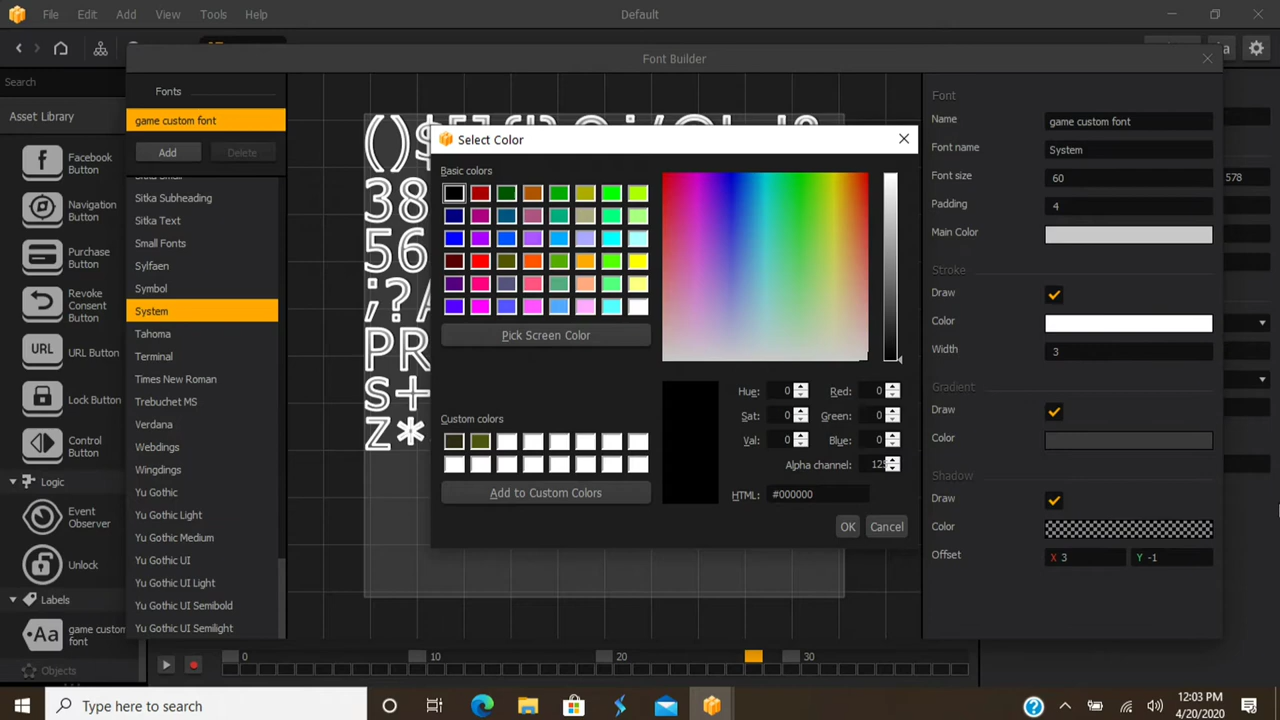 File Edit Add View Tools Help Default
Search
Asset Library
Facebook Button
Navigation Button
Purchase Button
Revoke Consent Button
URL URL Button
Lock Button
Control Button
Logic
Event Observer
Unlock
Labels
Aa game custom font
Objects
Font Builder
Fonts
game custom font
Add Delete
Sitka Subheading
Sitka Text
Small Fonts
Sylfaen
Symbol
System
Tahoma
Terminal
Times New Roman
Trebuchet MS
Verdana
Webdings
Wingdings
Yu Gothic
Yu Gothic Light
Yu Gothic Medium
Yu Gothic UI
Yu Gothic UI Light
Yu Gothic UI Semibold
Yu Gothic UI Semilight
()$
38
56
;?
PR
S+
Z*
Select Color
Basic colors
Pick Screen Color
Custom colors
Add to Custom Colors
Hue: 0 Red: 0
Sat: 0 Green: 0
Val: 0 Blue: 0
Alpha channel:
HTML: #000000
OK Cancel
Font
Name game custom font
Font name System
Font size 60
Padding 4
Main Color
Stroke
Draw
Color
Width 3
Gradient
Draw
Color
Shadow
Draw
Color
Offset X 3 Y -1
578
0 10 20 30
Type here to search
12:03 PM
4/20/2020